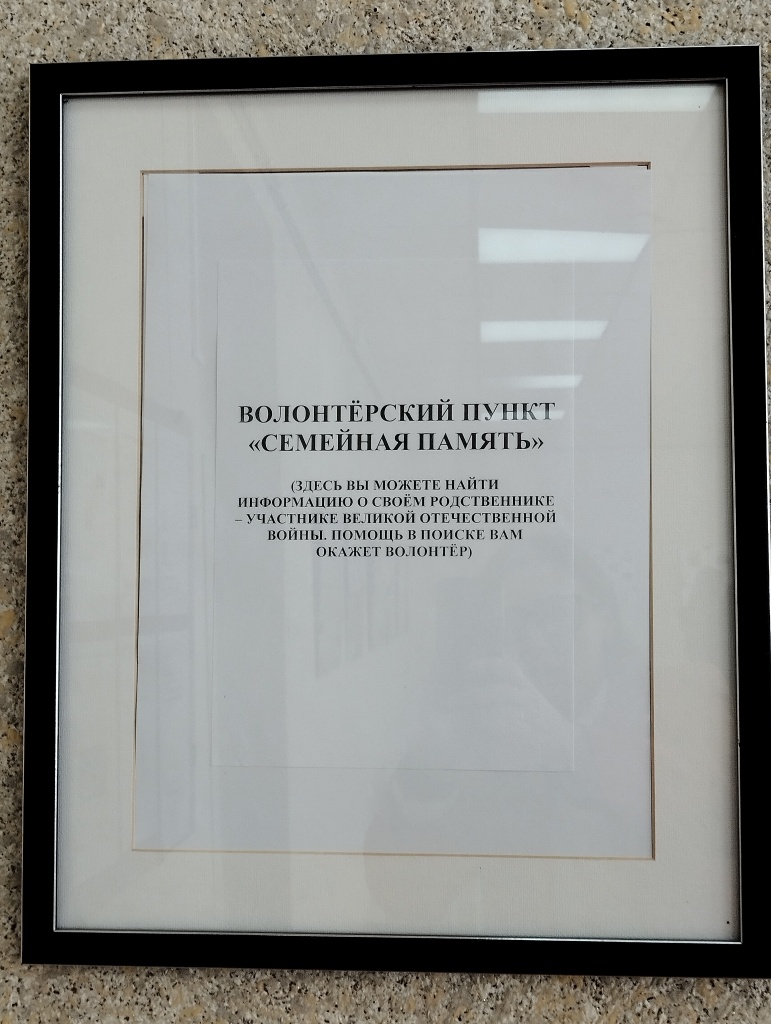 ВОЛОНТЁРСКИЙ ПУНКТ
«СЕМЕЙНАЯ ПАМЯТЬ»
(ЗДЕСЬ ВЫ МОЖЕТЕ НАЙТИ
ИНФОРМАЦИЮ О СВОЁМ РОДСТВЕННИКЕ
– УЧАСТНИКЕ ВЕЛИКОЙ ОТЕЧЕСТВЕННОЙ
ВОЙНЫ. ПОМОЩЬ В ПОИСКЕ ВАМ
ОКАЖЕТ ВОЛОНТЁР)